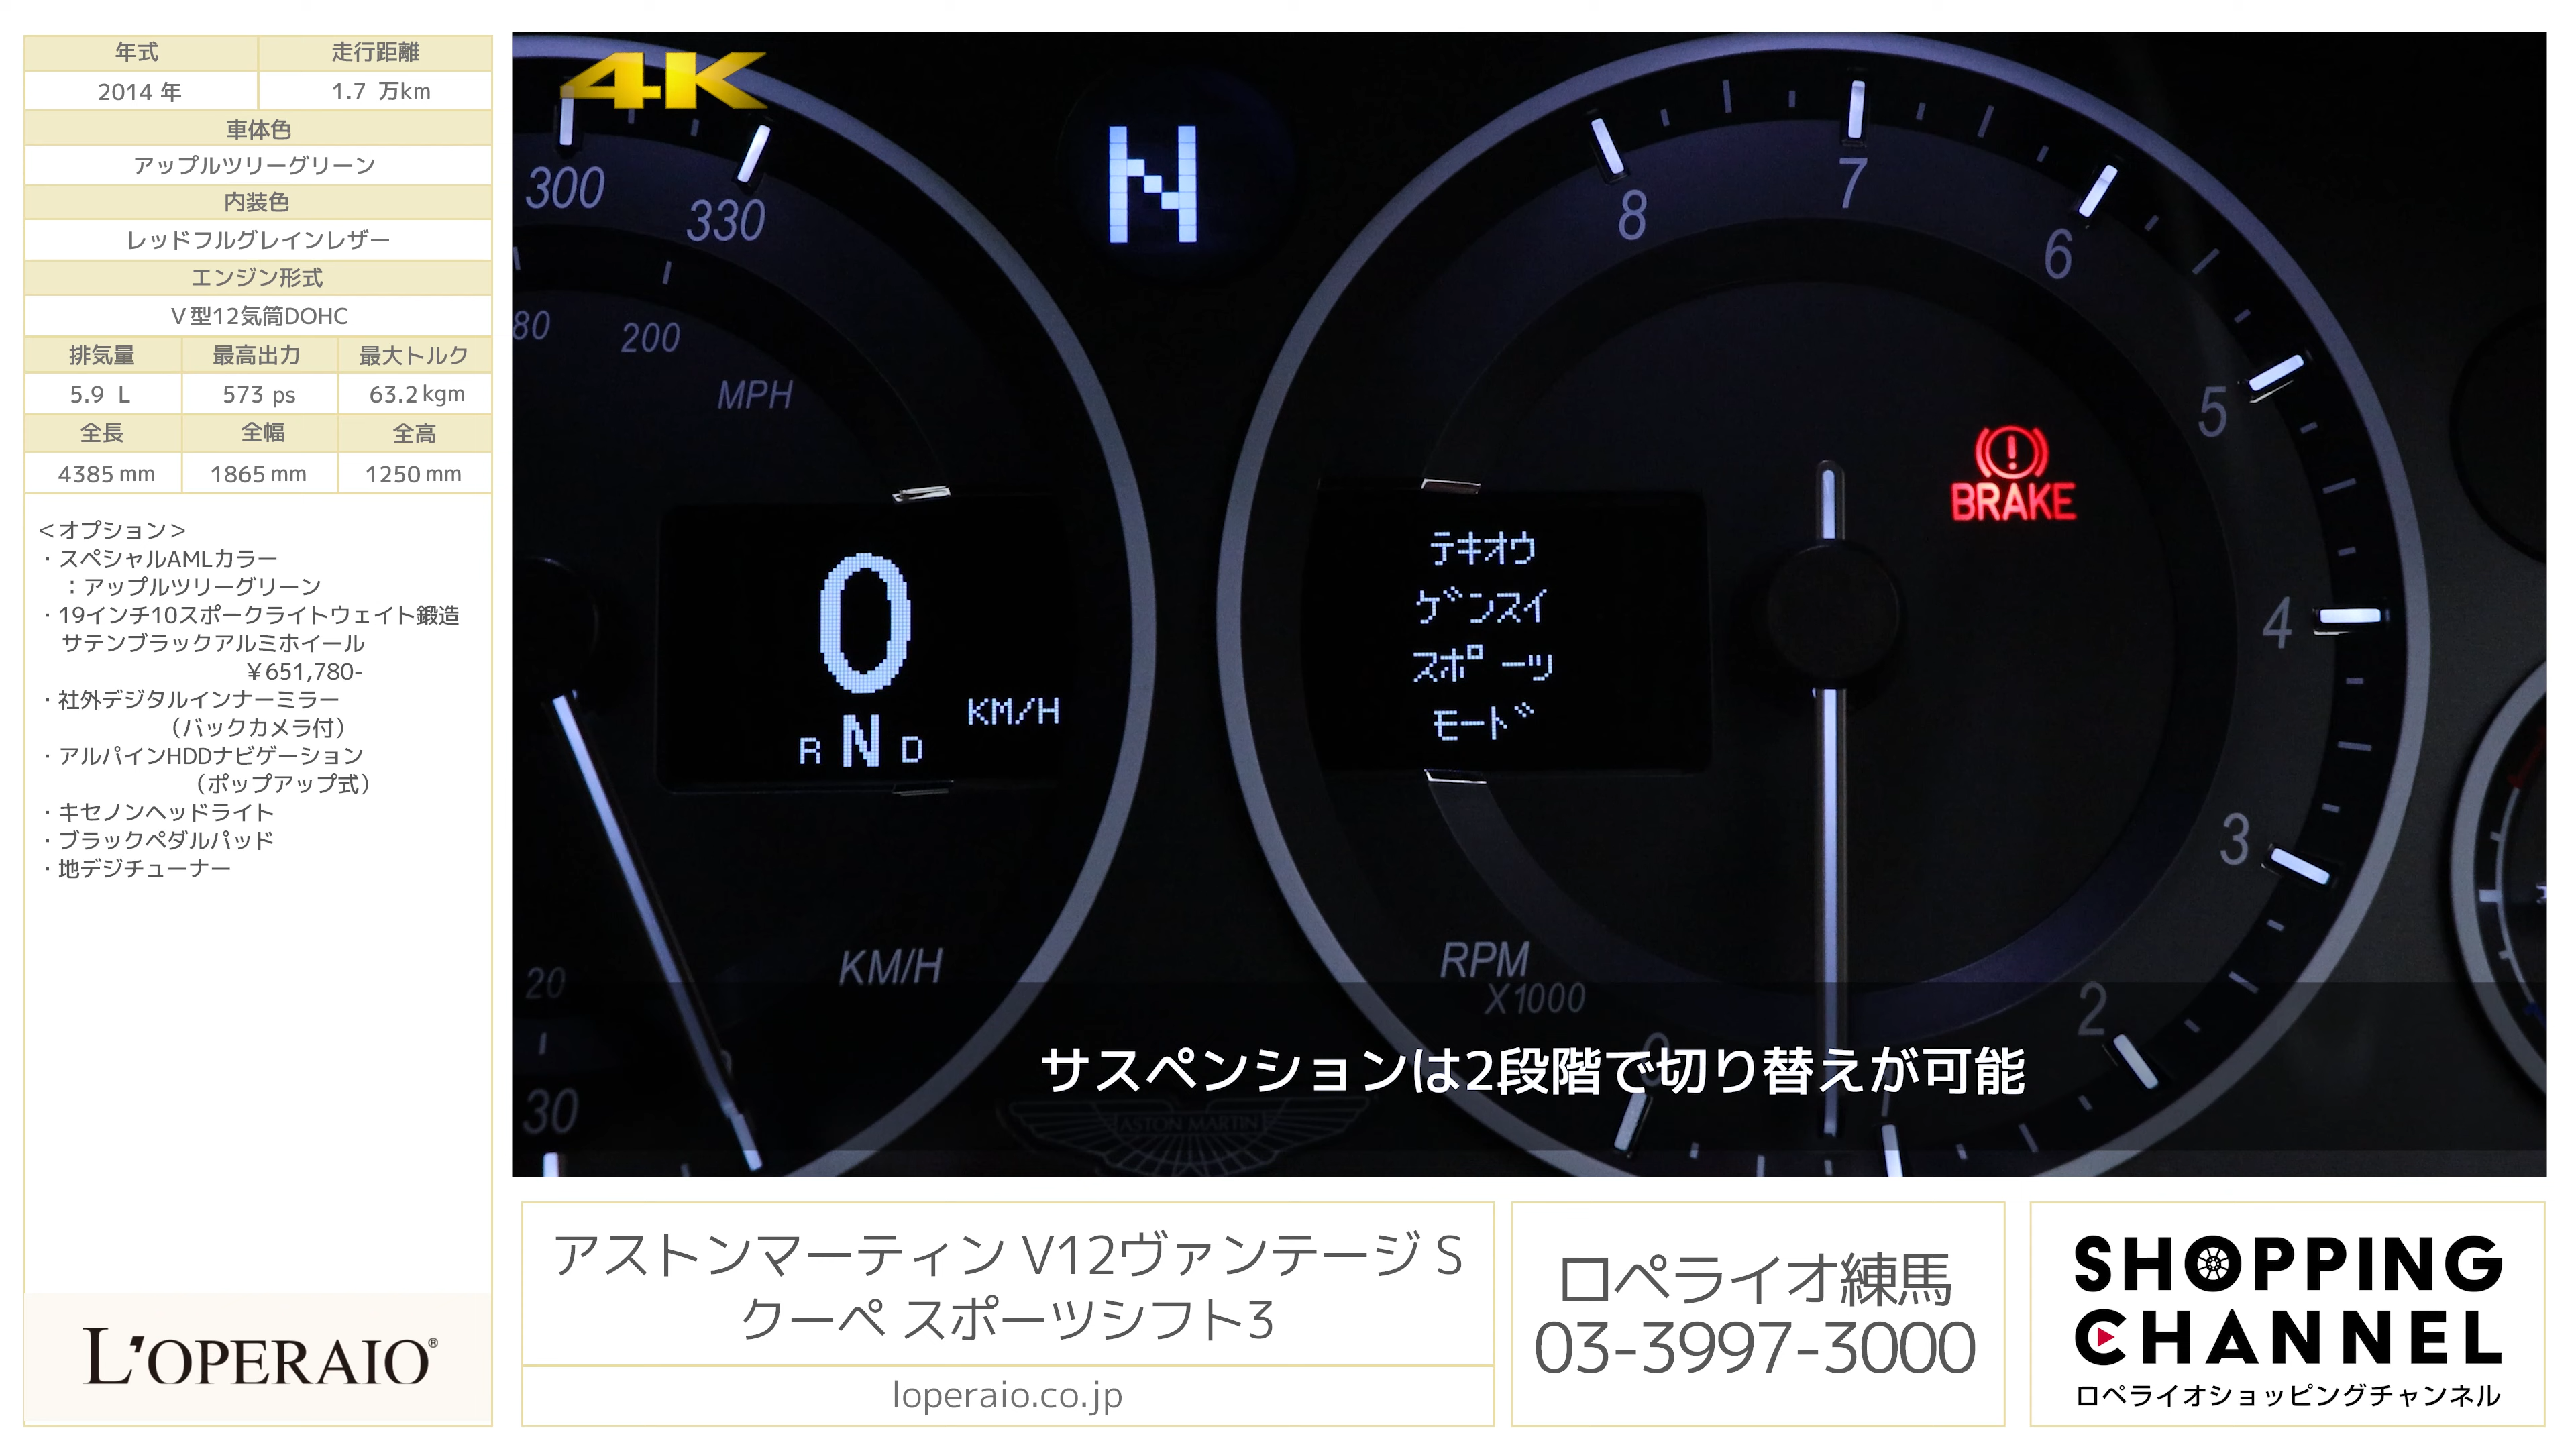 年式 走行距離
2014 年 1.7 万km
車体色
アップルツリーグリーン
内装色
レッドフルグレインレザー
エンジン形式
V型12気筒DOHC
排気量 最高出力 最大トルク
5.9 L 573 ps 63.2 kgm
全長 全幅 全高
4385 mm 1865 mm 1250 mm
＜オプション＞
・スペシャルAMLカラー
：アップルツリーグリーン
・19インチ10スポークライトウェイト鍛造
サテンブラックアルミホイール
￥651,780-
・社外デジタルインナーミラー
（バックカメラ付）
・アルパインHDDナビゲーション
（ポップアップ式）
・キセノンヘッドライト
・ブラックペダルパッド
・地デジチューナー
L'OPERAIO®
4K
300
330
80
200
MPH
0
KM/H
R N D
KM/H
20
30
N
8
7
6
5
4
3
2
0
BRAKE
テキオウ
ゲンスイ
スポーツ
モード
RPM
X1000
サスペンションは2段階で切り替えが可能
ASTON MARTIN
アストンマーティン V12ヴァンテージ S
クーペ スポーツシフト3
loperaio.co.jp
ロペライオ練馬
03-3997-3000
SHOPPING
CHANNEL
ロペライオショッピングチャンネル